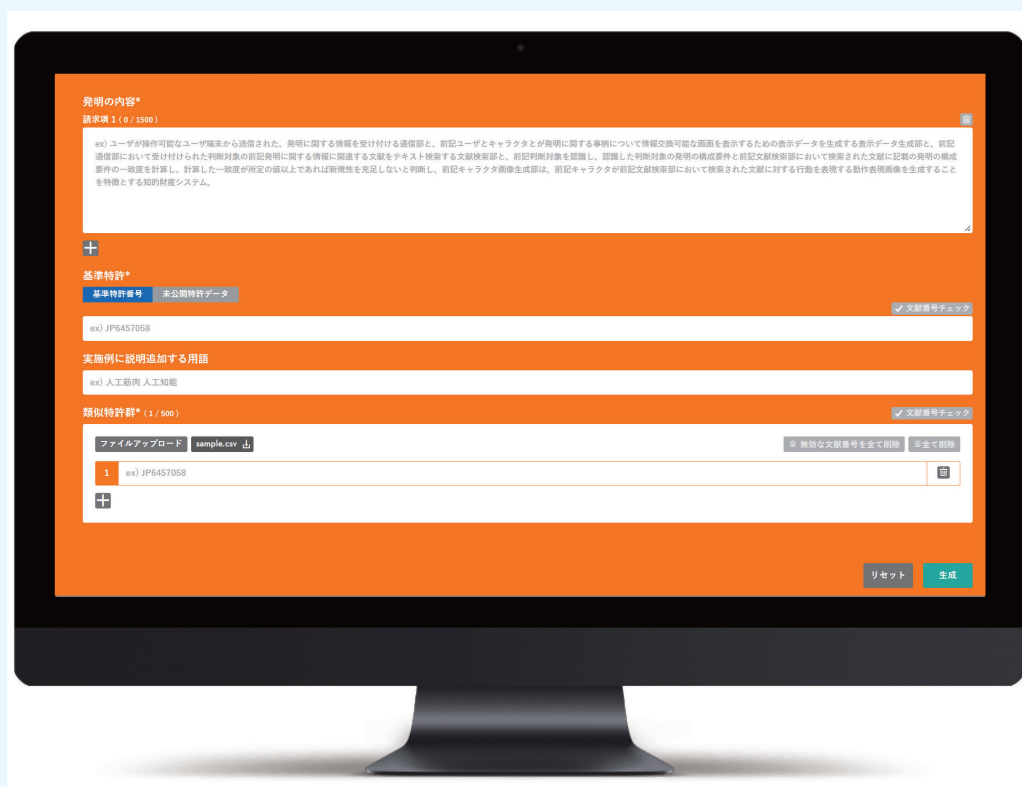 発明の内容*
請求項 1 ( 0 / 1500 )
ex) ユーザが操作可能なユーザ端末から送信された、発明に関する情報を受け付ける通信部と、前記ユーザとキャラクタとが発明に関する事柄について情報交換可能な画面を表示するための表示データを生成する表示データ生成部と、前記
通信部において受け付けられた判断対象の前記発明に関する情報に関連する文献をテキスト検索する文献検索部と、前記判断対象を認識し、認識した判断対象の発明の構成要件と前記文献検索部において検索された文献に記載の発明の構成
要件の一致度を計算し、計算した一致度が所定の値以上であれば新規性を充足しないと判断し、前記キャラクタ画像生成部は、前記キャラクタが前記文献検索部において検索された文献に対する行動を表現する動作表現画像を生成すること
を特徴とする知的財産システム。
基準特許*
基準特許番号 未公開特許データ
文献番号チェック
ex) JP6457058
実施例に説明追加する用語
ex) 人工筋肉 人工知能
類似特許群* ( 1 / 500 )
文献番号チェック
ファイルアップロード sample.csv 無効な文献番号を全て削除 全て削除
1 ex) JP6457058
リセット 生成